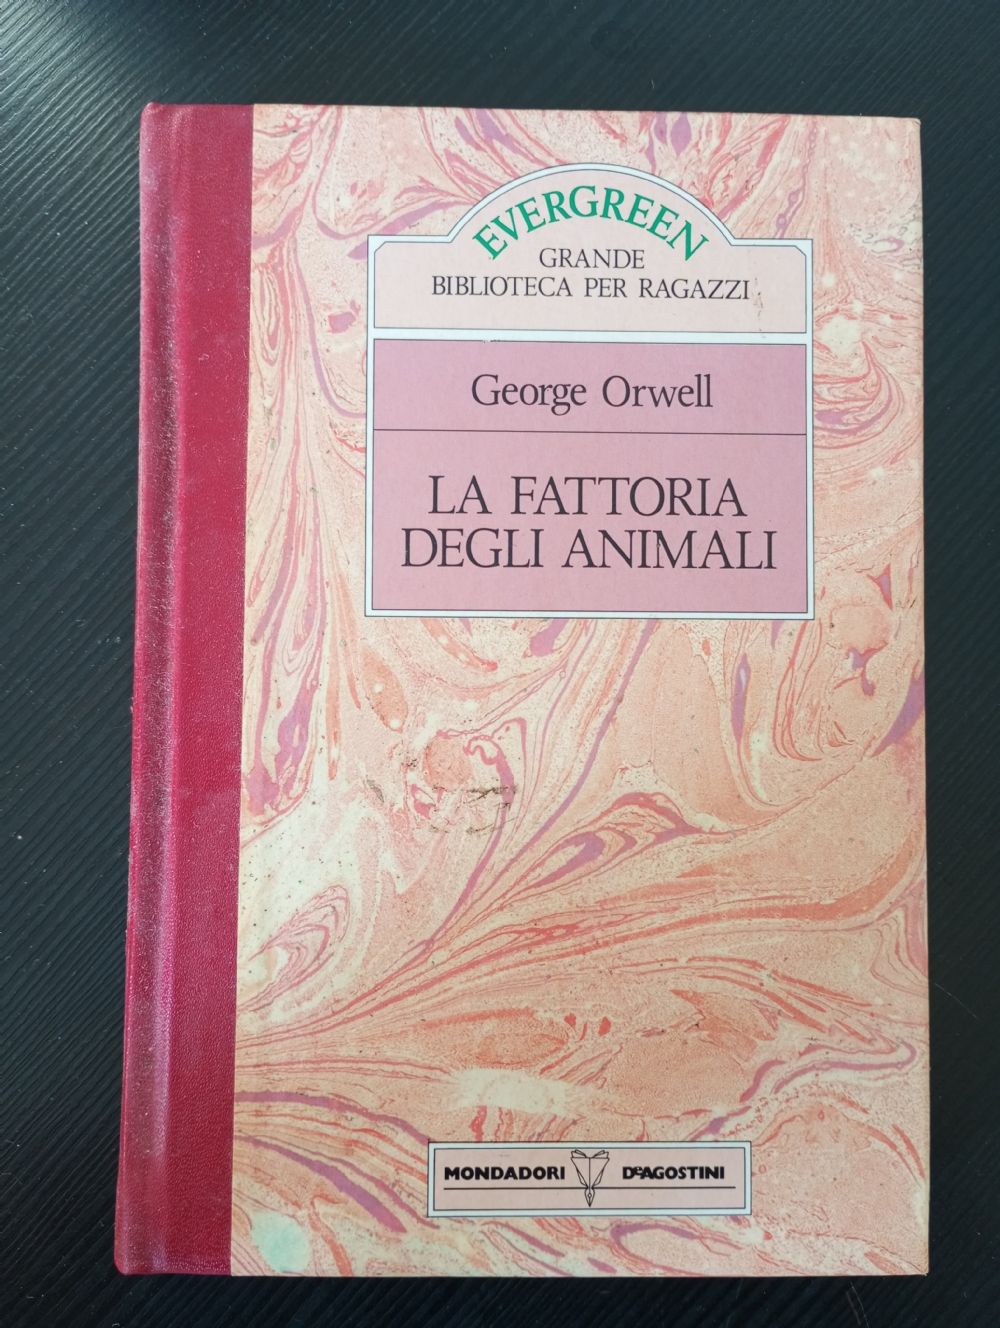 EVERGREEN
GRANDE
BIBLIOTECA PER RAGAZZI
George Orwell
LA FATTORIA
DEGLI ANIMALI
MONDADORI DeAGOSTINI